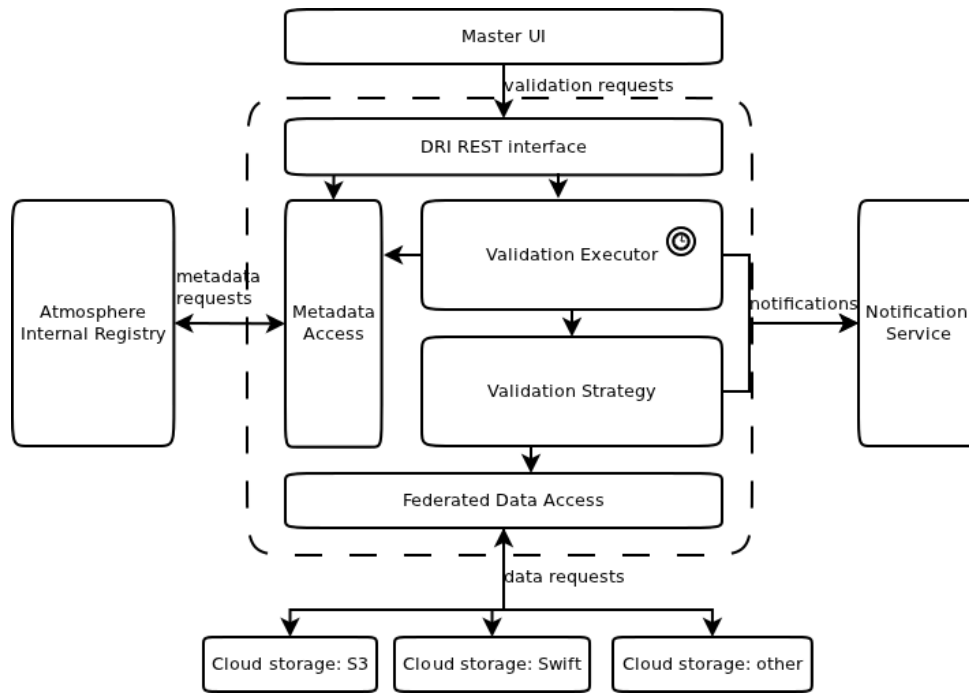 Master UI
validation requests
DRI REST interface
metadata
requests
Atmosphere
Internal Registry
Metadata
Access
Validation Executor
notifications
Notification
Service
Validation Strategy
Federated Data Access
data requests
Cloud storage: S3
Cloud storage: Swift
Cloud storage: other